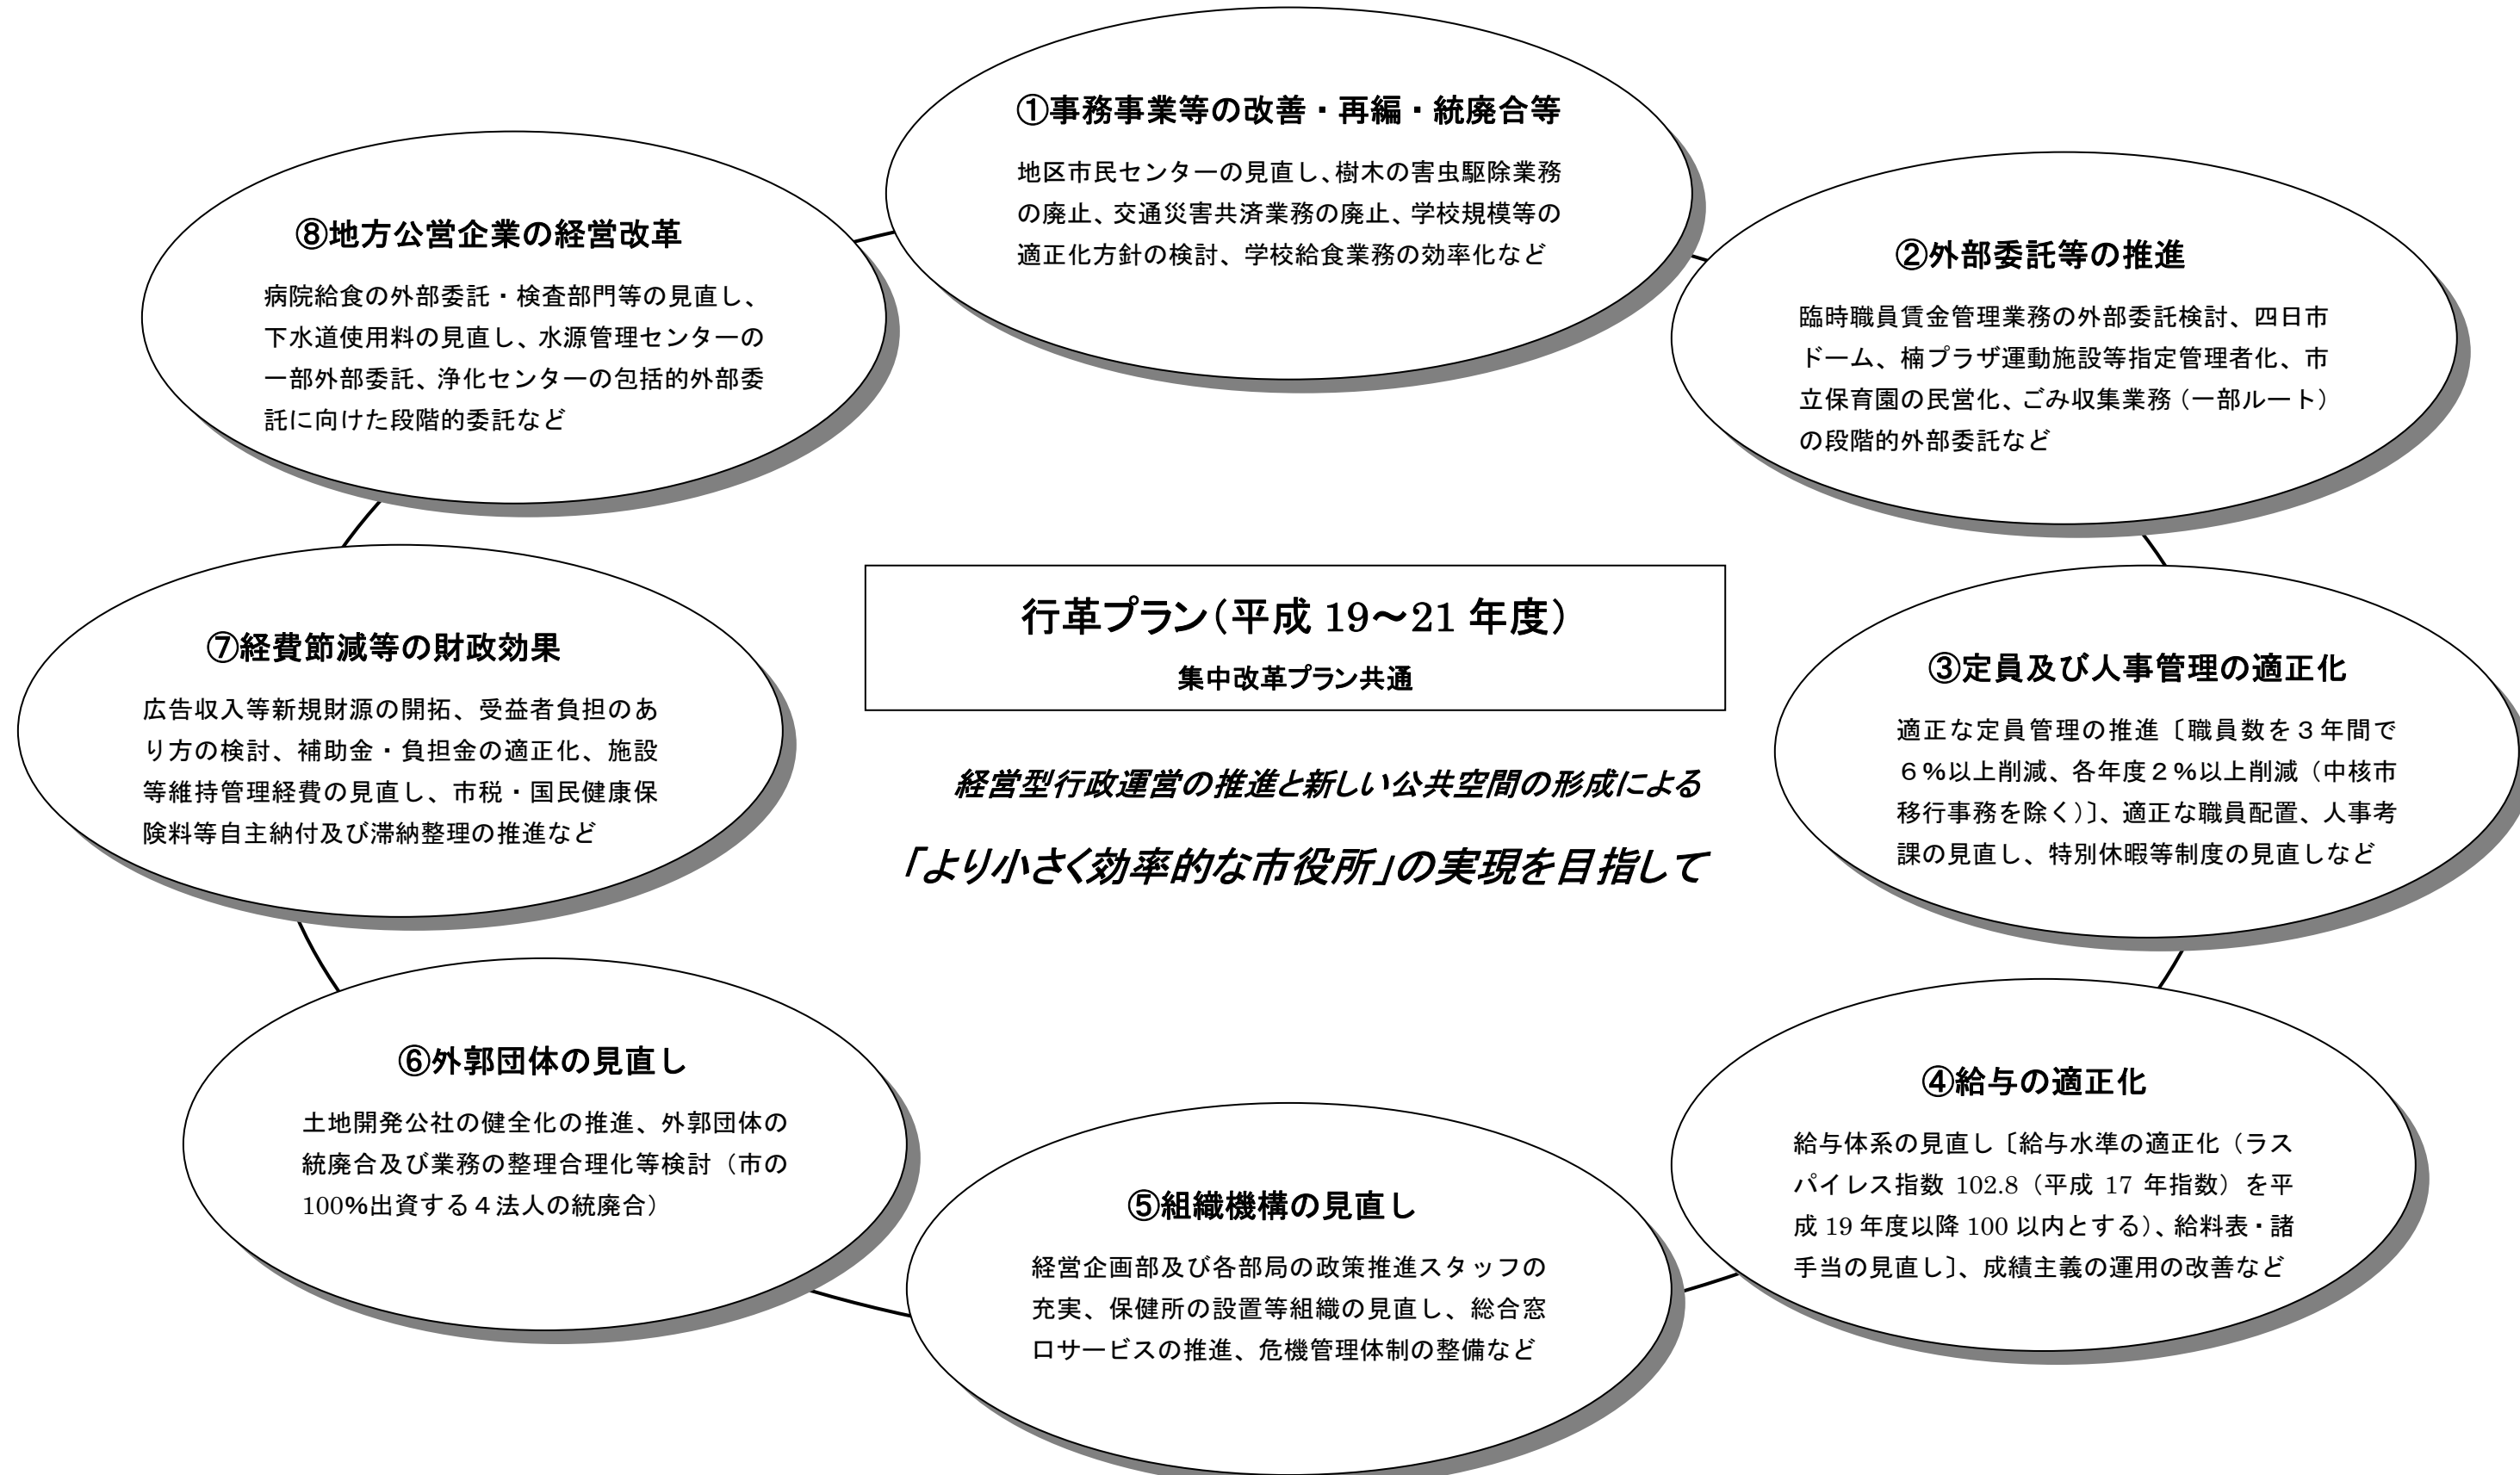 ①事務事業等の改善・再編・統廃合等
地区市民センターの見直し、樹木の害虫駆除業務
の廃止、交通災害共済業務の廃止、学校規模等の
適正化方針の検討、学校給食業務の効率化など
②外部委託等の推進
臨時職員賃金管理業務の外部委託検討、四日市
ドーム、楠プラザ運動施設等指定管理者化、市
立保育園の民営化、ごみ収集業務（一部ルート）
の段階的外部委託など
③定員及び人事管理の適正化
適正な定員管理の推進〔職員数を３年間で
６%以上削減、各年度２%以上削減（中核市
移行事務を除く）〕、適正な職員配置、人事考
課の見直し、特別休暇等制度の見直しなど
④給与の適正化
給与体系の見直し〔給与水準の適正化（ラス
パイレス指数 102.8（平成 17 年指数）を平
成 19 年度以降 100 以内とする）、給料表・諸
手当の見直し〕、成績主義の運用の改善など
⑤組織機構の見直し
経営企画部及び各部局の政策推進スタッフの
充実、保健所の設置等組織の見直し、総合窓
口サービスの推進、危機管理体制の整備など
⑥外郭団体の見直し
土地開発公社の健全化の推進、外郭団体の
統廃合及び業務の整理合理化等検討（市の
100%出資する４法人の統廃合）
⑦経費節減等の財政効果
広告収入等新規財源の開拓、受益者負担のあ
り方の検討、補助金・負担金の適正化、施設
等維持管理経費の見直し、市税・国民健康保
険料等自主納付及び滞納整理の推進など
⑧地方公営企業の経営改革
病院給食の外部委託・検査部門等の見直し、
下水道使用料の見直し、水源管理センターの
一部外部委託、浄化センターの包括的外部委
託に向けた段階的委託など
行革プラン（平成 19～21 年度）
集中改革プラン共通
経営型行政運営の推進と新しい公共空間の形成による
「より小さく効率的な市役所」の実現を目指して